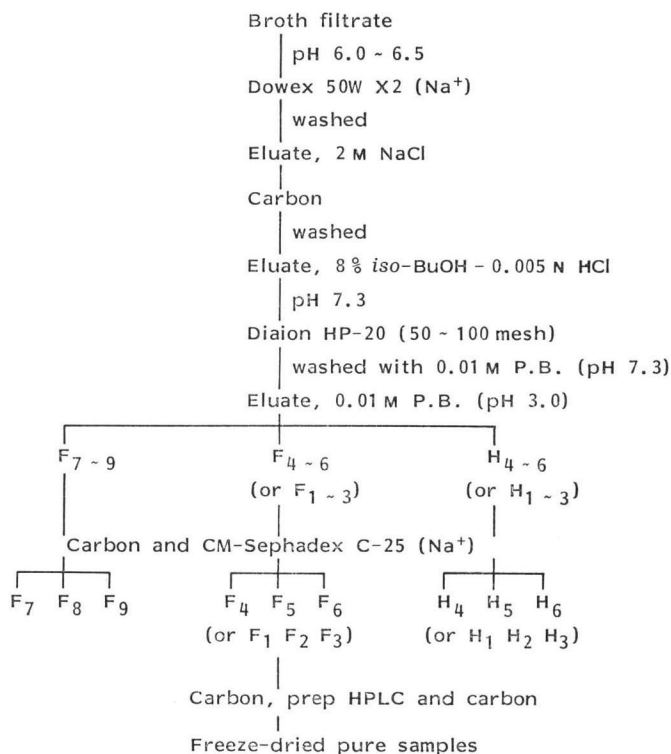 Broth filtrate
pH 6.0 ~ 6.5
Dowex 50W X2 (Na⁺)
washed
Eluate, 2 M NaCl
Carbon
washed
Eluate, 8 % iso-BuOH - 0.005 N HCl
pH 7.3
Diaion HP-20 (50 ~ 100 mesh)
washed with 0.01 M P.B. (pH 7.3)
Eluate, 0.01 M P.B. (pH 3.0)
F₇ ~ ₉ F₄ ~ ₆ H₄ ~ ₆
(or F₁ ~ ₃) (or H₁ ~ ₃)
Carbon and CM-Sephadex C-25 (Na⁺)
F₇ F₈ F₉ F₄ F₅ F₆ H₄ H₅ H₆
(or F₁ F₂ F₃) (or H₁ H₂ H₃)
Carbon, prep HPLC and carbon
Freeze-dried pure samples